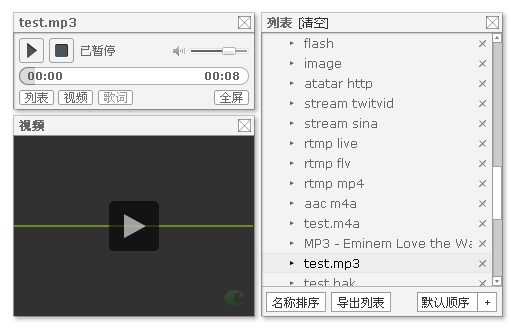 test.mp3
已暂停
00:00 00:08
列表 视频 歌词 全屏
视频
列表 [清空]
flash
image
atatar http
stream twitvid
stream sina
rtmp live
rtmp flv
rtmp mp4
aac m4a
test.m4a
MP3 - Eminem Love the Wa
test.mp3
test bak
名称排序 导出列表 默认顺序 +